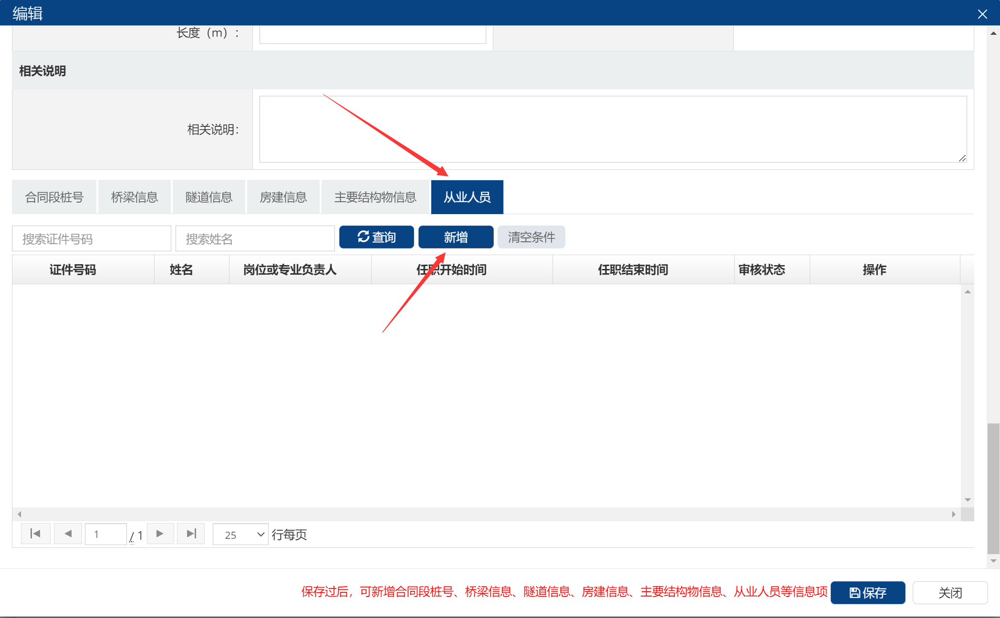 编辑
长度（m）：
相关说明
相关说明：
合同段桩号 桥梁信息 隧道信息 房建信息 主要结构物信息 从业人员
搜索证件号码 搜索姓名 查询 新增 清空条件
证件号码 姓名 岗位或专业负责人 任职开始时间 任职结束时间 审核状态 操作
1 / 1 25 行每页
保存过后，可新增合同段桩号、桥梁信息、隧道信息、房建信息、主要结构物信息、从业人员等信息项 保存 关闭